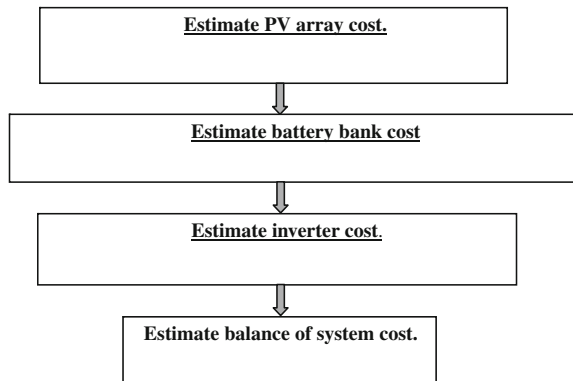 Estimate PV array cost.
Estimate battery bank cost
Estimate inverter cost.
Estimate balance of system cost.